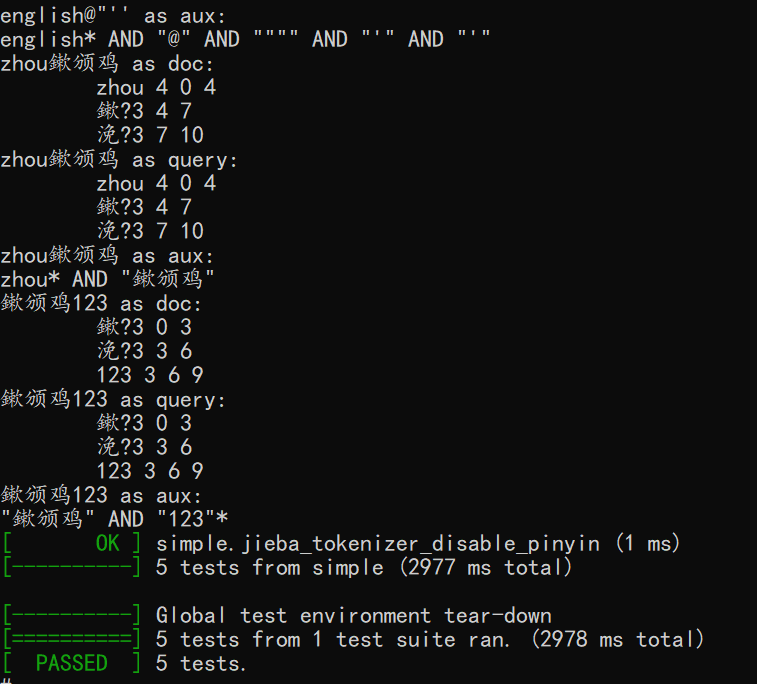 english@"'' as aux:
english* AND "@" AND """" AND "'" AND "'"
zhou鏉颁鸡 as doc:
zhou 4 0 4
鏉?3 4 7
浼?3 7 10
zhou鏉颁鸡 as query:
zhou 4 0 4
鏉?3 4 7
浼?3 7 10
zhou鏉颁鸡 as aux:
zhou* AND "鏉颁鸡"
鏉颁鸡123 as doc:
鏉?3 0 3
浼?3 3 6
123 3 6 9
鏉颁鸡123 as query:
鏉?3 0 3
浼?3 3 6
123 3 6 9
鏉颁鸡123 as aux:
"鏉颁鸡" AND "123"*
[       OK ] simple.jieba_tokenizer_disable_pinyin (1 ms)
[----------] 5 tests from simple (2977 ms total)
[----------] Global test environment tear-down
[==========] 5 tests from 1 test suite ran. (2978 ms total)
[  PASSED  ] 5 tests.